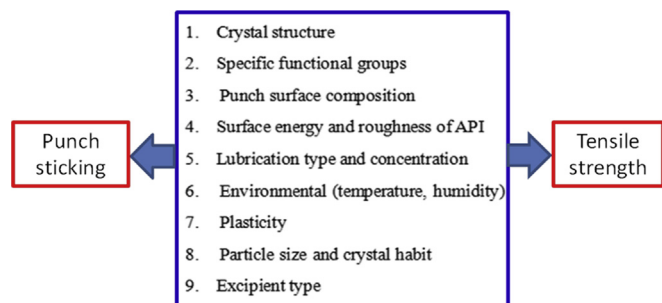 1. Crystal structure
2. Specific functional groups
3. Punch surface composition
4. Surface energy and roughness of API
5. Lubrication type and concentration
6. Environmental (temperature, humidity)
7. Plasticity
8. Particle size and crystal habit
9. Excipient type
Punch
sticking
Tensile
strength